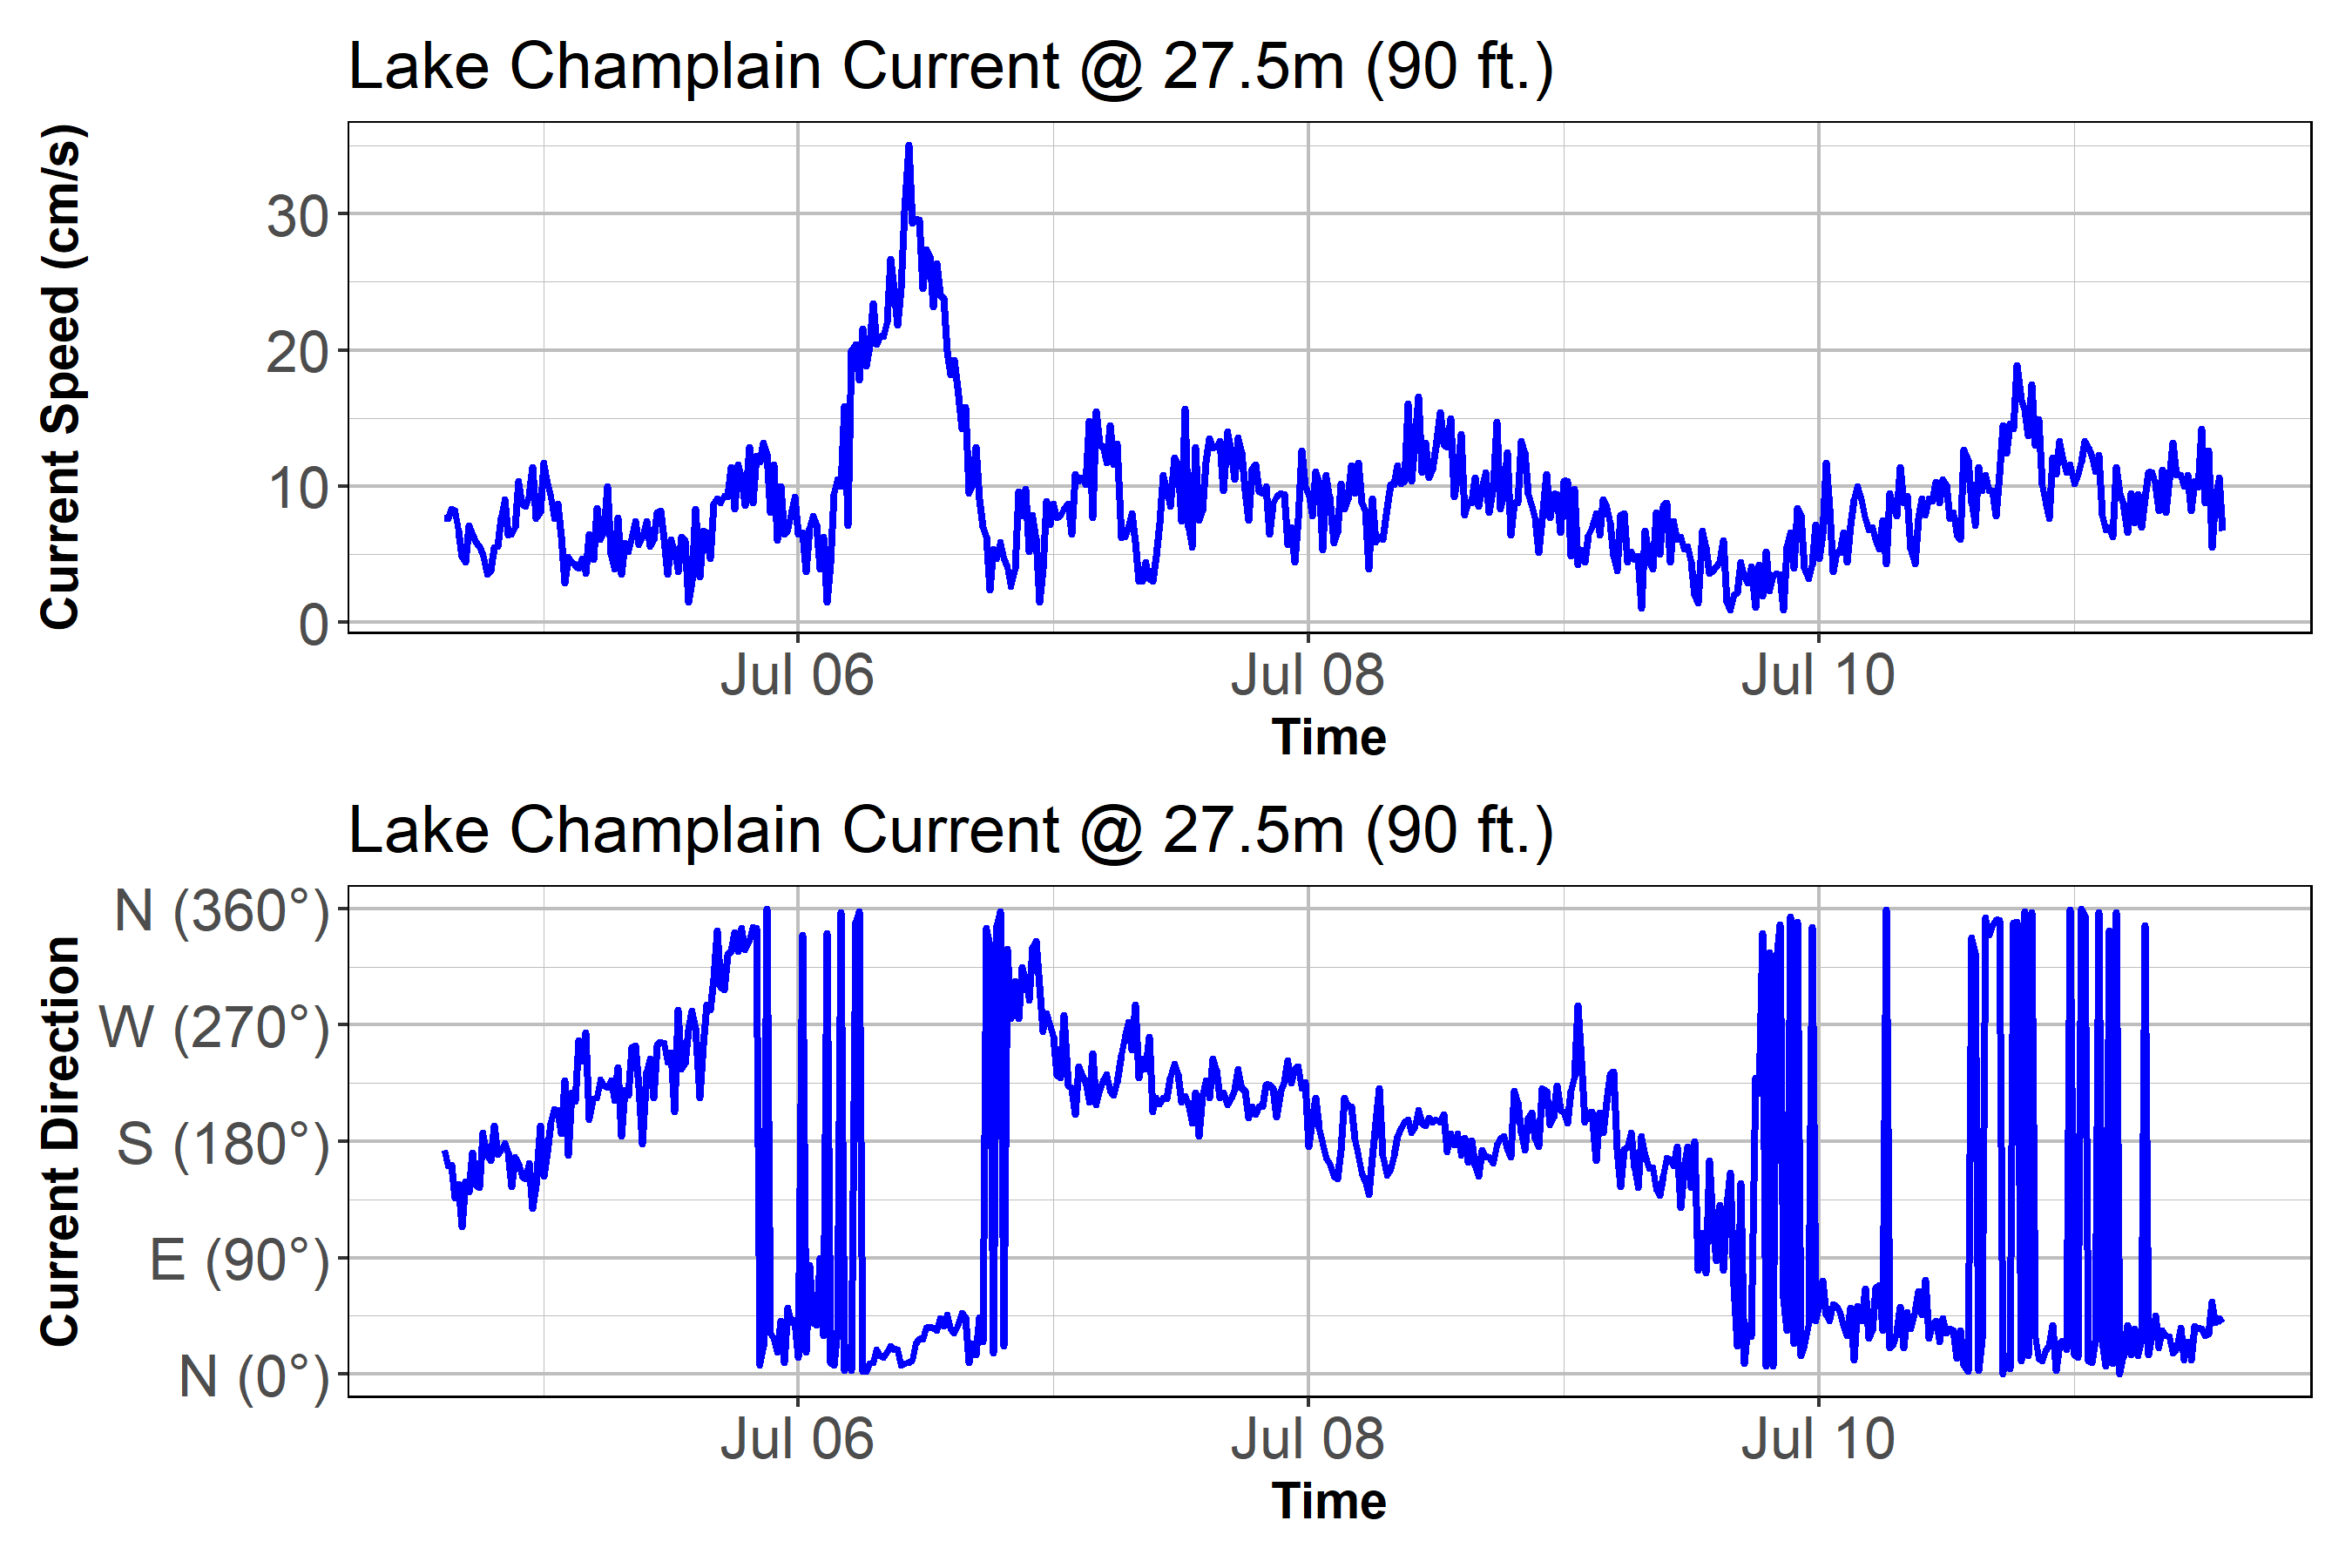 Lake Champlain Current @ 27.5m (90 ft.)
Current Speed (cm/s)
30
20
10
0
Jul 06 Jul 08 Jul 10
Time
Lake Champlain Current @ 27.5m (90 ft.)
Current Direction
N (360°)
W (270°)
S (180°)
E (90°)
N (0°)
Jul 06 Jul 08 Jul 10
Time